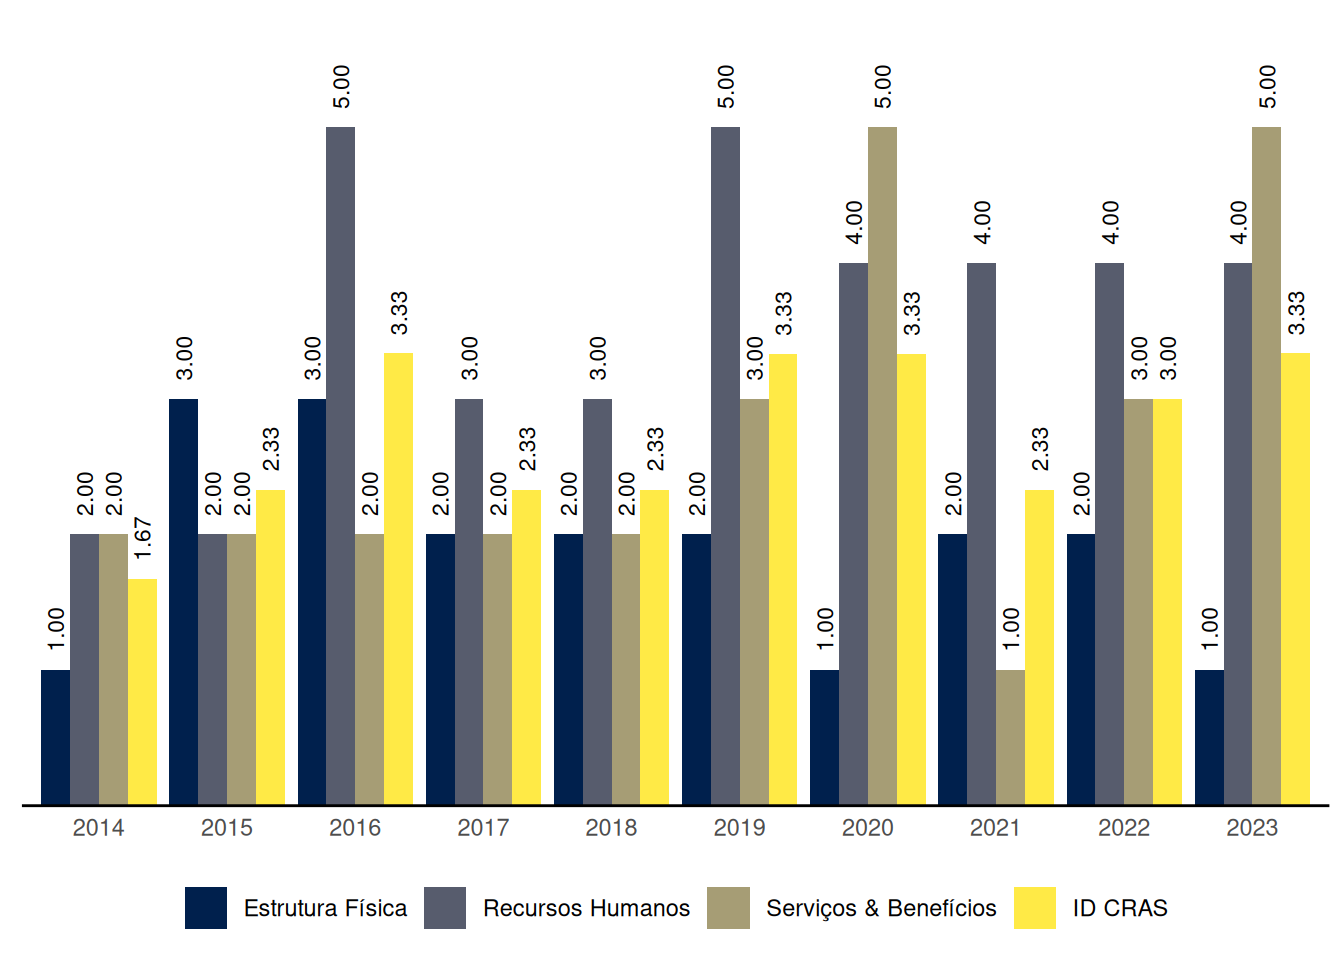 5.00 5.00 5.00 5.00
4.00 4.00 4.00 4.00
3.33 3.33 3.33 3.33
3.00 3.00 3.00 3.00 3.00 3.00 3.00
2.33 2.33 2.33 2.33
2.00 2.00 2.00 2.00 2.00 2.00 2.00 2.00 2.00 2.00 2.00 2.00
1.67
1.00 1.00 1.00 1.00
2014 2015 2016 2017 2018 2019 2020 2021 2022 2023
Estrutura Física Recursos Humanos Serviços & Benefícios ID CRAS